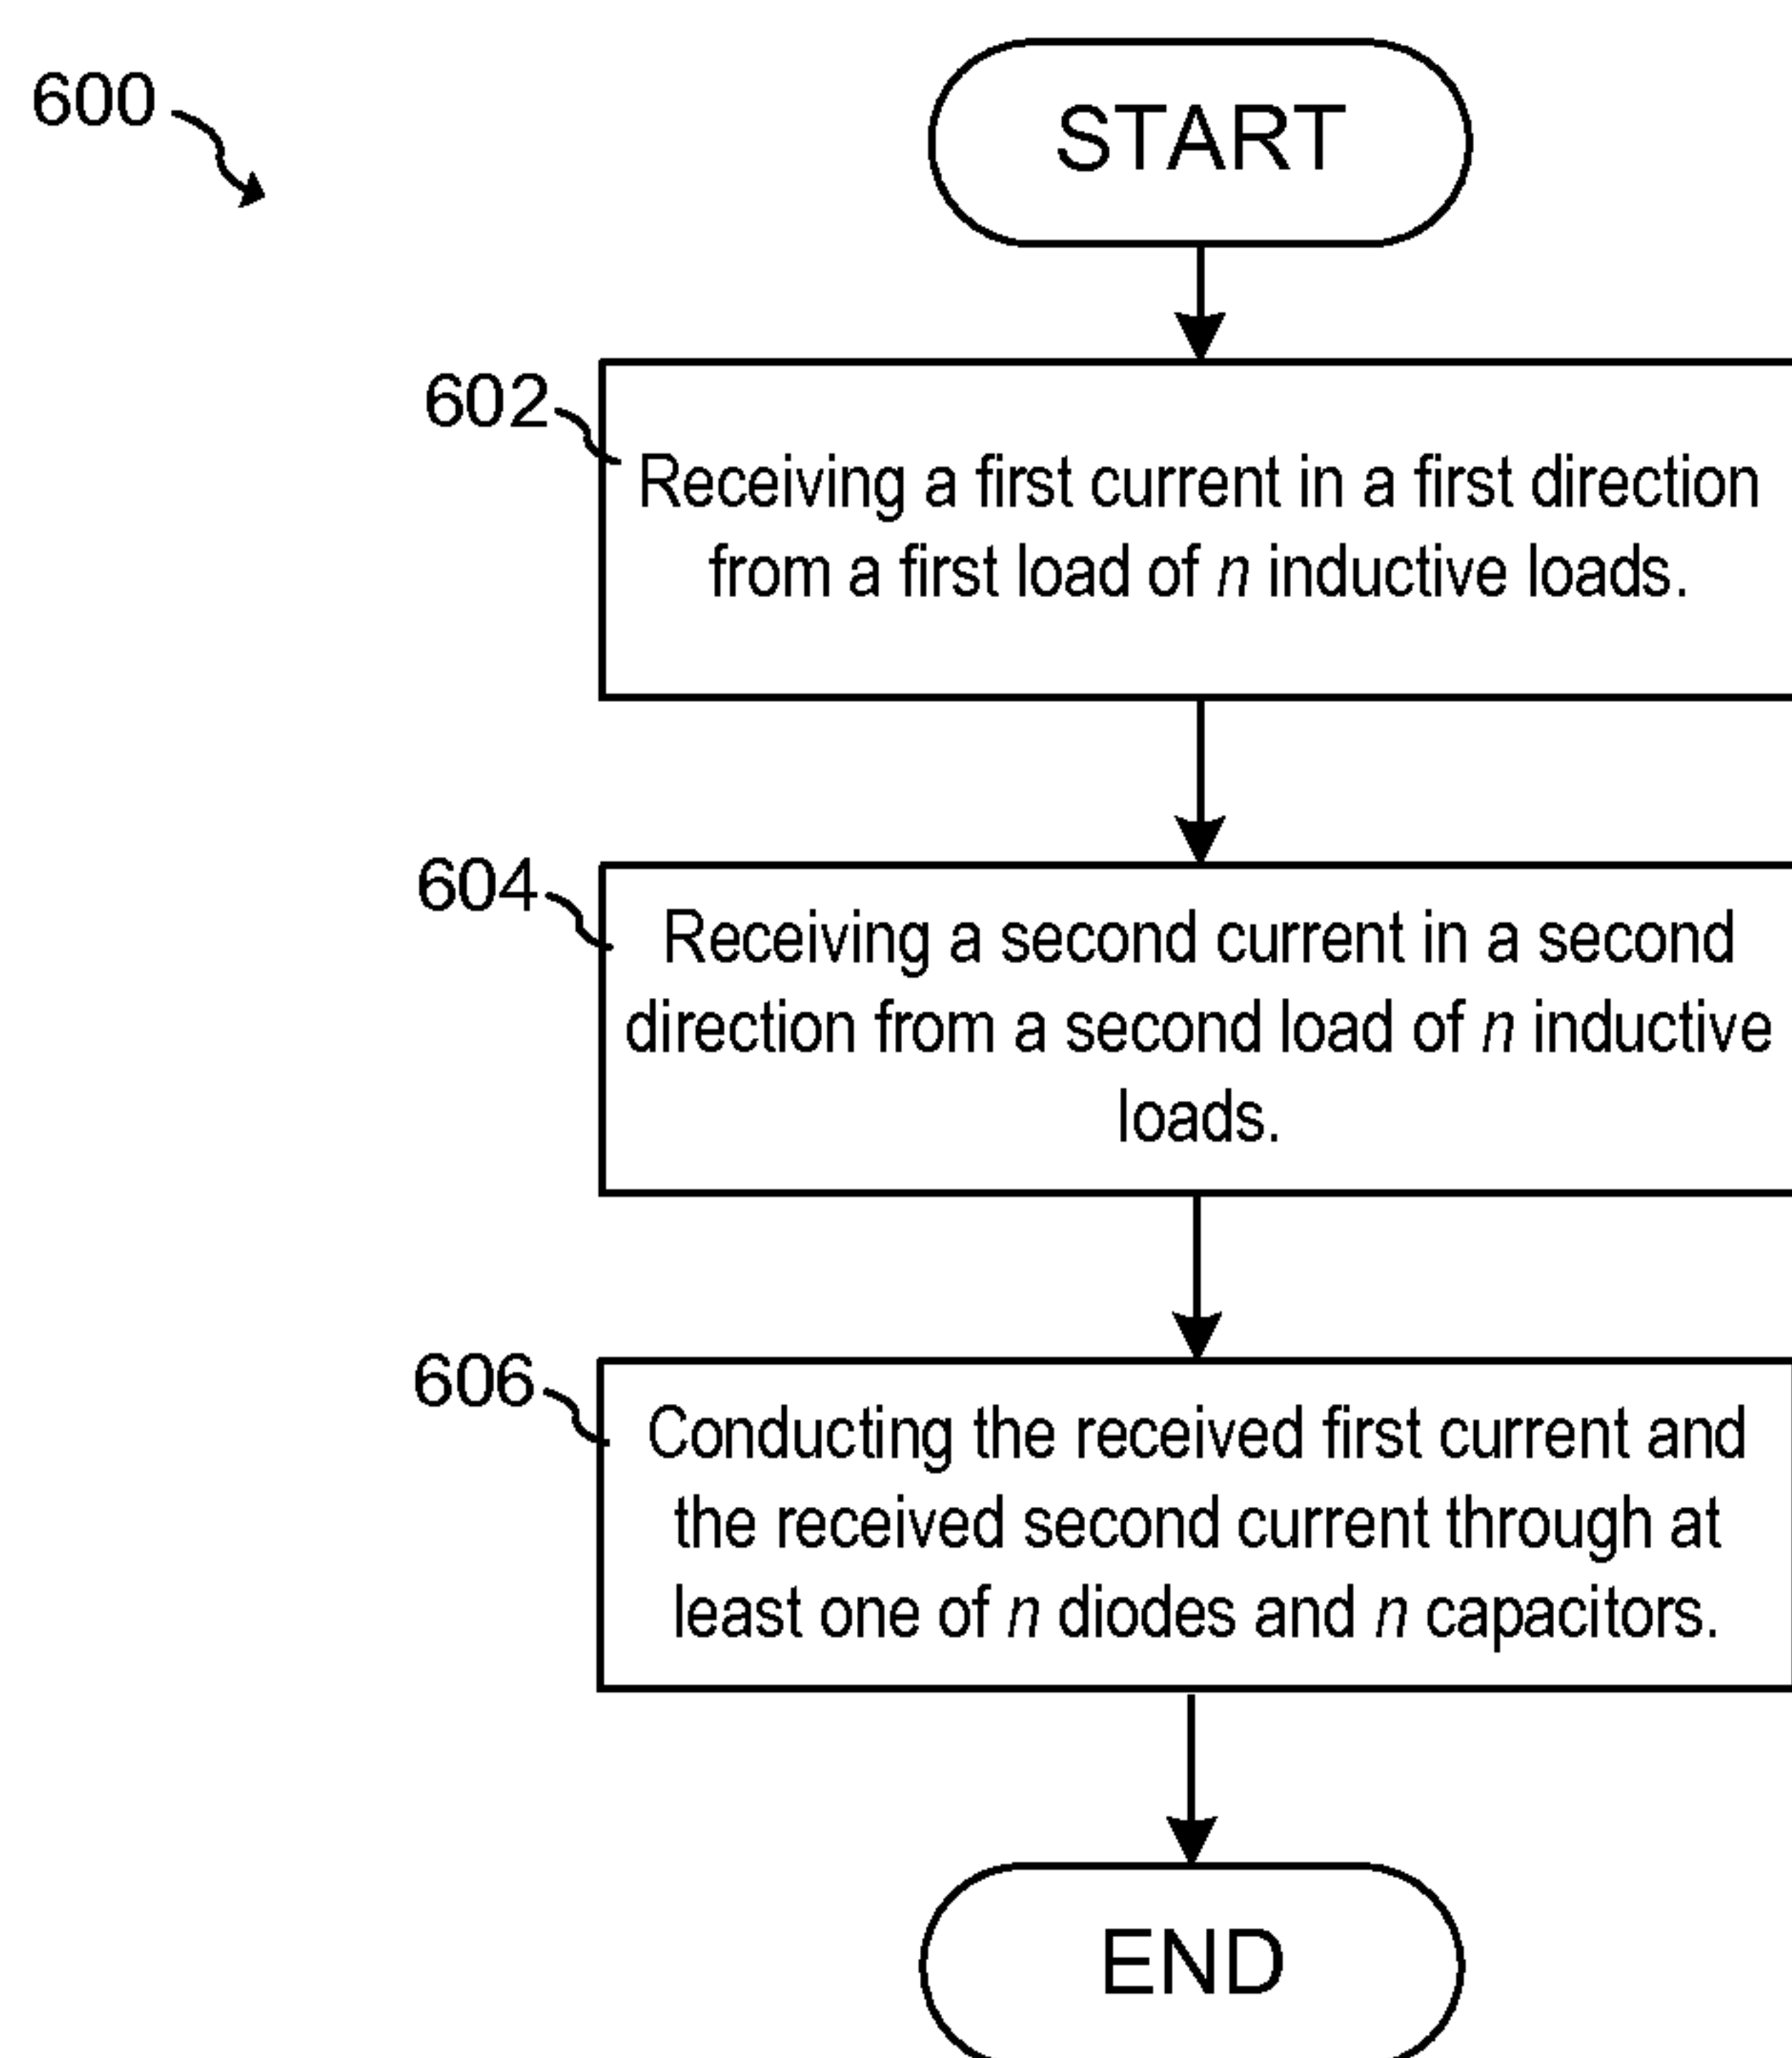 600
START
602
Receiving a first current in a first direction
from a first load of n inductive loads.
604
Receiving a second current in a second
direction from a second load of n inductive
loads.
606
Conducting the received first current and
the received second current through at
least one of n diodes and n capacitors.
END